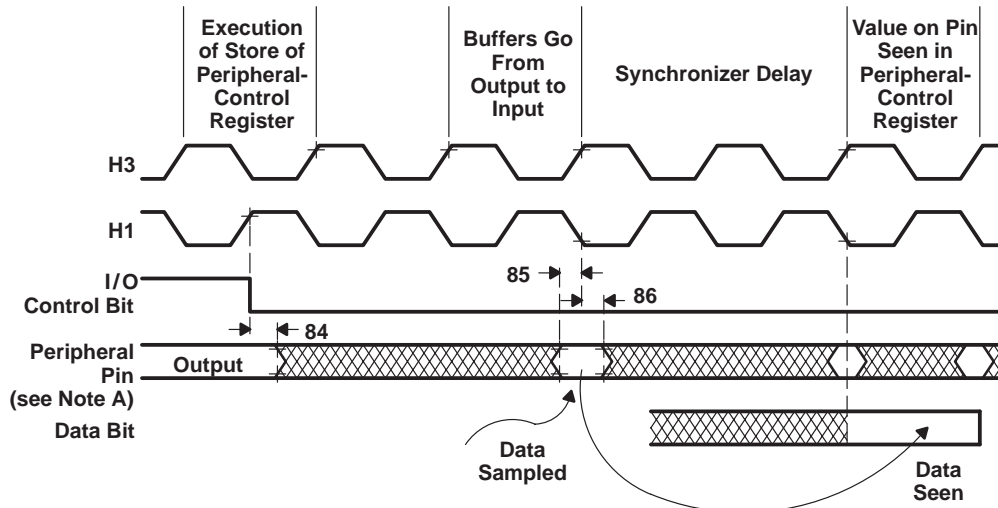 Execution
of Store of
Peripheral-
Control
Register
Buffers Go
From
Output to
Input
Synchronizer Delay
Value on Pin
Seen in
Peripheral-
Control
Register
H3
H1
I/O
Control Bit
85
86
84
Peripheral
Pin
(see Note A)
Output
Data Bit
Data
Sampled
Data
Seen